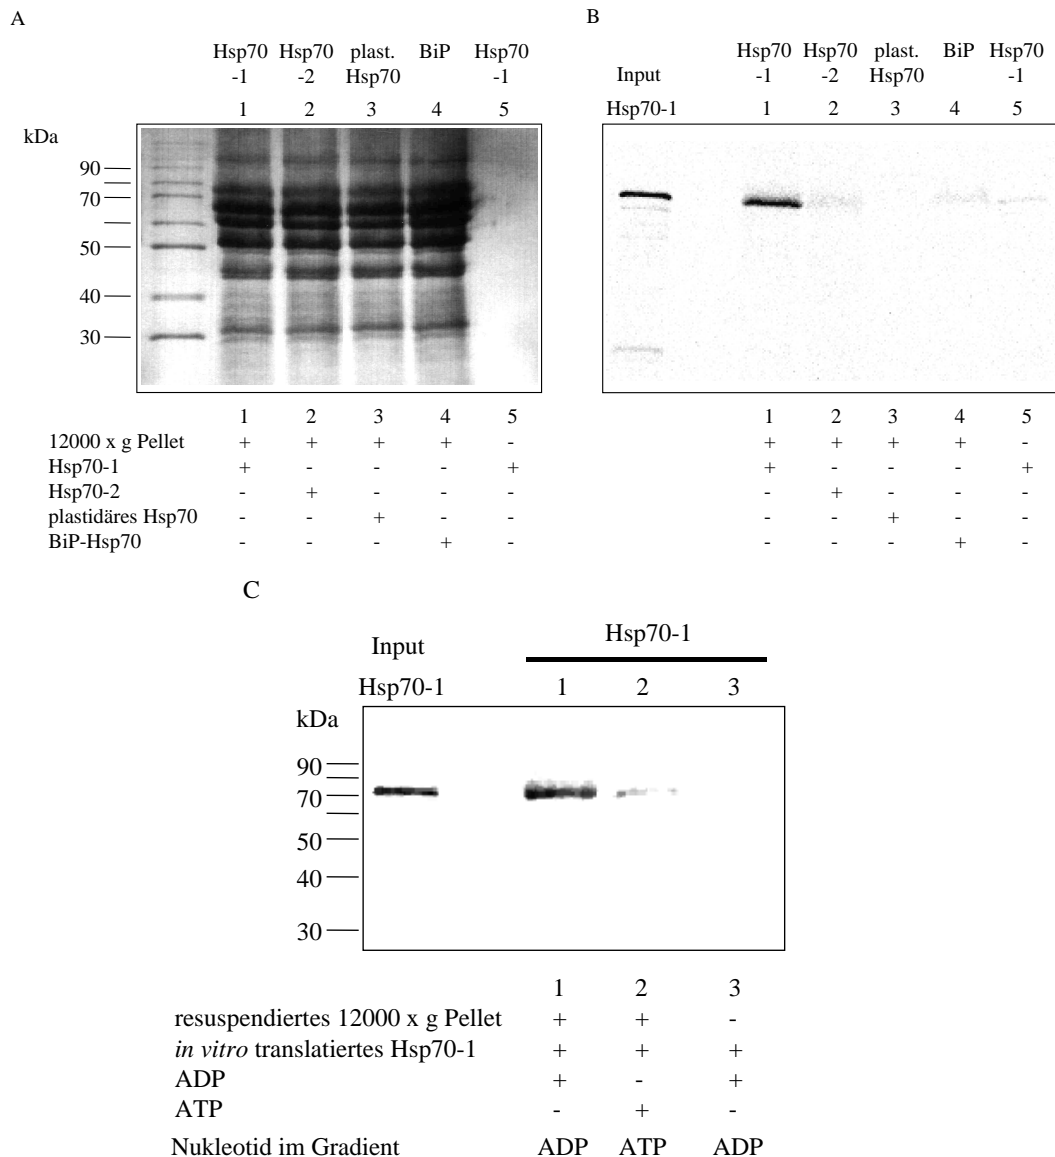 A
Hsp70 Hsp70 plast. BiP Hsp70
-1 -2 Hsp70 -1
1 2 3 4 5
kDa
90
70
50
40
30
1 2 3 4 5
12000 x g Pellet + + + + -
Hsp70-1 + - - - +
Hsp70-2 - + - - -
plastidäres Hsp70 - - + - -
BiP-Hsp70 - - - + -
B
Hsp70 Hsp70 plast. BiP Hsp70
Input -1 -2 Hsp70 -1
Hsp70-1 1 2 3 4 5
1 2 3 4 5
+ + + + -
+ - - - +
- + - - -
- - + - -
- - - + -
C
Input Hsp70-1
Hsp70-1 1 2 3
kDa
90
70
50
40
30
1 2 3
resuspendiertes 12000 x g Pellet + + -
in vitro translatiertes Hsp70-1 + + +
ADP + - +
ATP - + -
Nukleotid im Gradient ADP ATP ADP